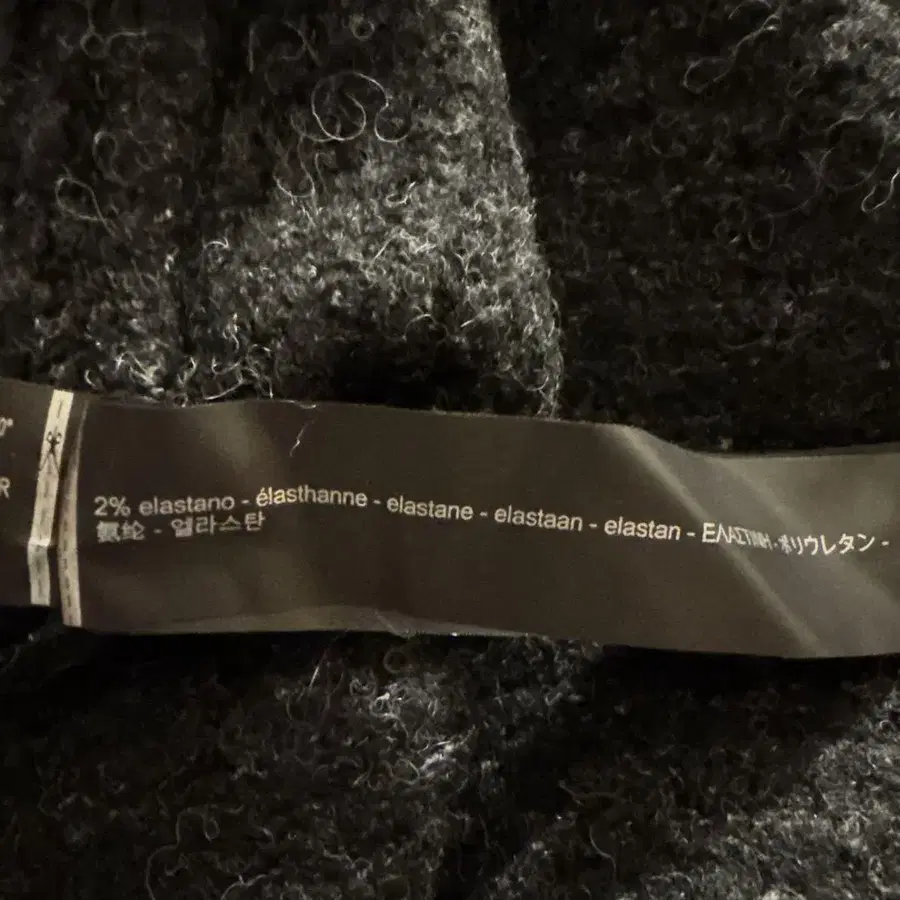 0°
R
2% elastano - élasthanne - elastane - elastaan - elastan - ΕΛΑΣΤΙΝΗ - ポリウレタン -
氨纶 - 엘라스탄